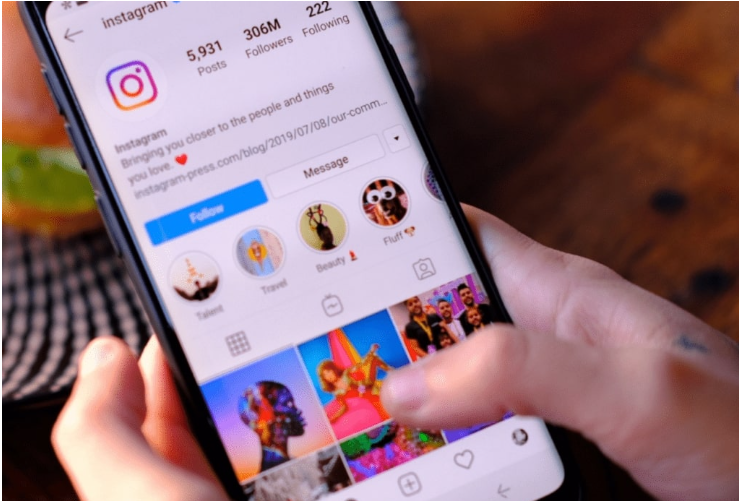 instagram
5,931 306M 222
Posts Followers Following
Instagram
Bringing you closer to the people and things
you love. ❤️
instagram-press.com/blog/2019/07/08/our-comm...
Follow Message
Talent Travel Beauty 💄 Fluff 🐶